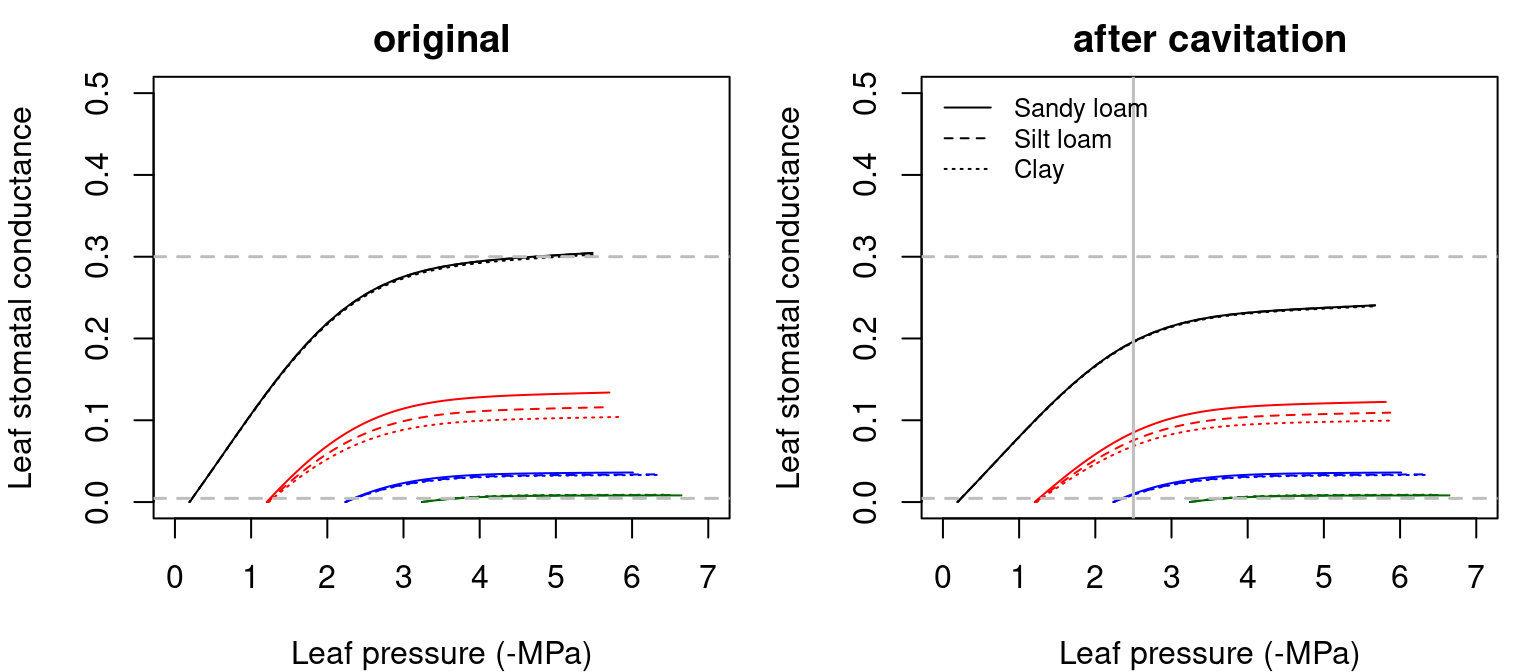 original
Leaf stomatal conductance
0.5
0.4
0.3
0.2
0.1
0.0
0 1 2 3 4 5 6 7
Leaf pressure (-MPa)
after cavitation
Leaf stomatal conductance
0.5
0.4
0.3
0.2
0.1
0.0
Sandy loam
Silt loam
Clay
0 1 2 3 4 5 6 7
Leaf pressure (-MPa)